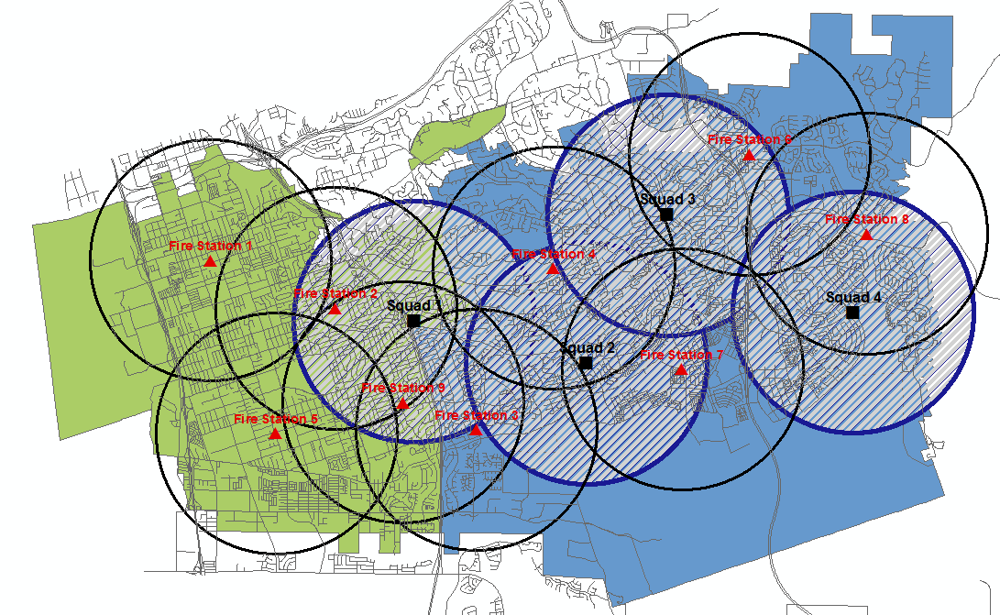 Fire Station 6
Squad 3
Fire Station 8
Fire Station 1
Fire Station 4
Fire Station 2
Squad 4
Squad 1
Squad 2
Fire Station 7
Fire Station 9
Fire Station 3
Fire Station 5